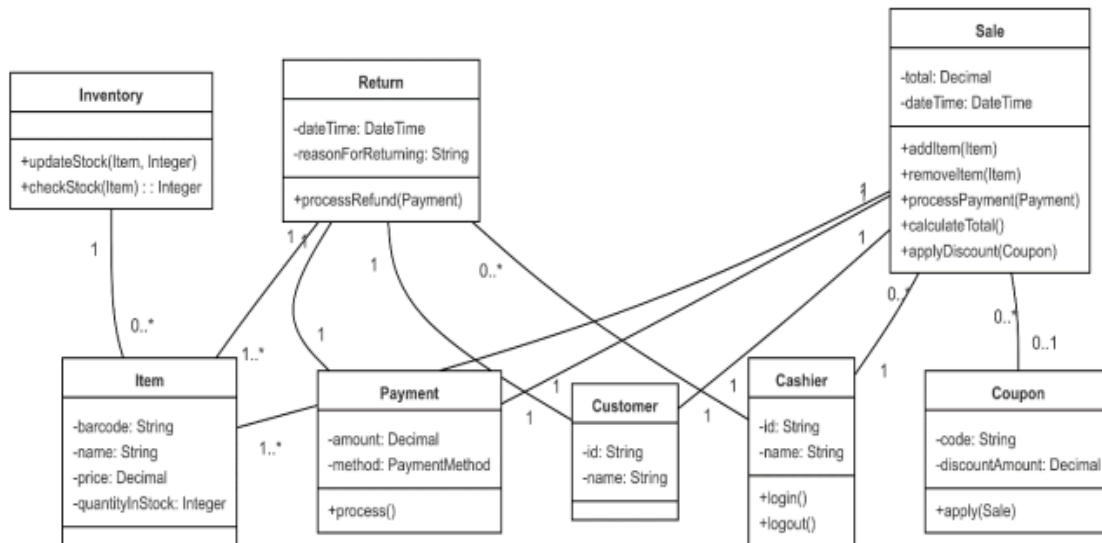 Inventory
+updateStock(Item, Integer)
+checkStock(Item) : : Integer
Return
-dateTime: DateTime
-reasonForReturning: String
+processRefund(Payment)
Sale
-total: Decimal
-dateTime: DateTime
+addItem(Item)
+removeItem(Item)
+processPayment(Payment)
+calculateTotal()
+applyDiscount(Coupon)
1
1
1
0..*
1
1
0..*
0..*
1
1..*
0..1
1
1
1
1
1
1..*
Item
-barcode: String
-name: String
-price: Decimal
-quantityInStock: Integer
Payment
-amount: Decimal
-method: PaymentMethod
+process()
Customer
-id: String
-name: String
Cashier
-id: String
-name: String
+login()
+logout()
Coupon
-code: String
-discountAmount: Decimal
+apply(Sale)